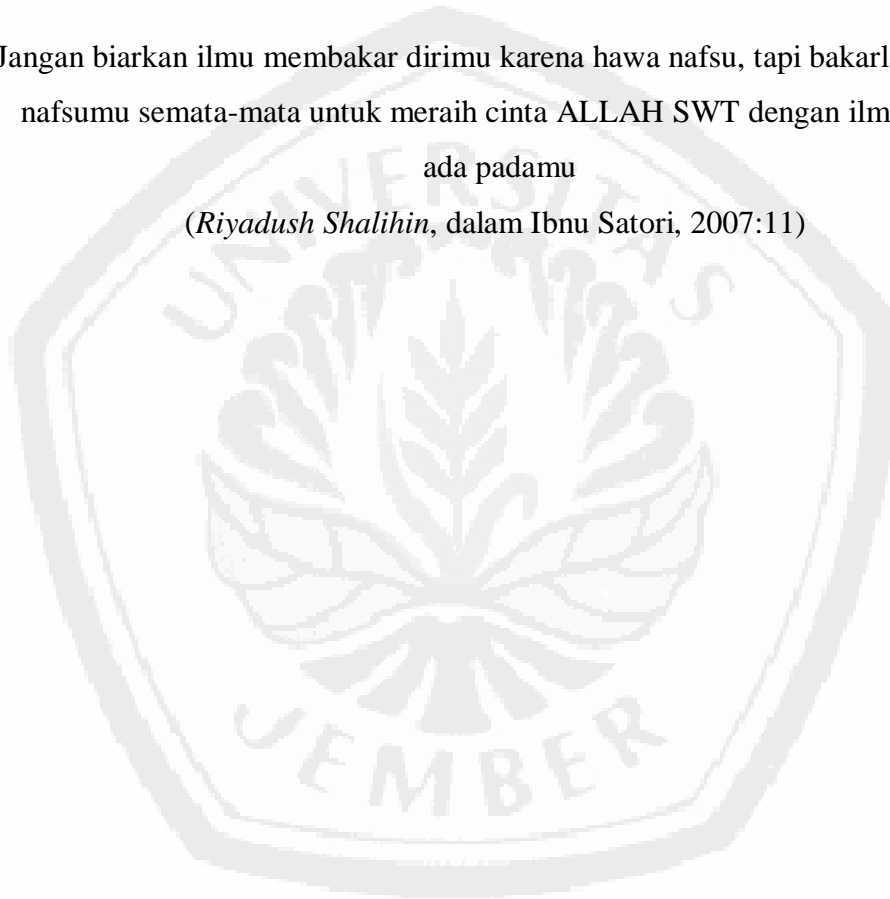 Jangan biarkan ilmu membakar dirimu karena hawa nafsu, tapi bakarl
nafsumu semata-mata untuk meraih cinta ALLAH SWT dengan ilm
ada padamu
(Riyadush Shalihin, dalam Ibnu Satori, 2007:11)
UNIVERSITAS
JEMBER